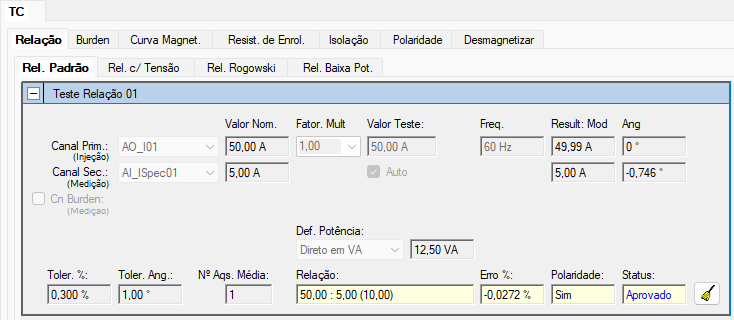 TC
Relação Burden Curva Magnet. Resist. de Enrol. Isolação Polaridade Desmagnetizar
Rel. Padrão Rel. c/ Tensão Rel. Rogowski Rel. Baixa Pot.
Teste Relação 01
Valor Nom. Fator. Mult Valor Teste: Freq. Result: Mod Ang
Canal Prim.: AO_I01 50,00 A 1,00 50,00 A 60 Hz 49,99 A 0 °
(Injeção)
Canal Sec.: AI_ISpec01 5,00 A Auto 5,00 A -0,746 °
(Medição)
Cn Burden:
(Medição)
Def. Potência:
Direto em VA 12,50 VA
Toler. %: Toler. Ang.: Nº Aqs. Média: Relação: Erro %: Polaridade: Status:
0,300 % 1,00 ° 1 50,00 : 5,00 (10,00) -0,0272 % Sim Aprovado